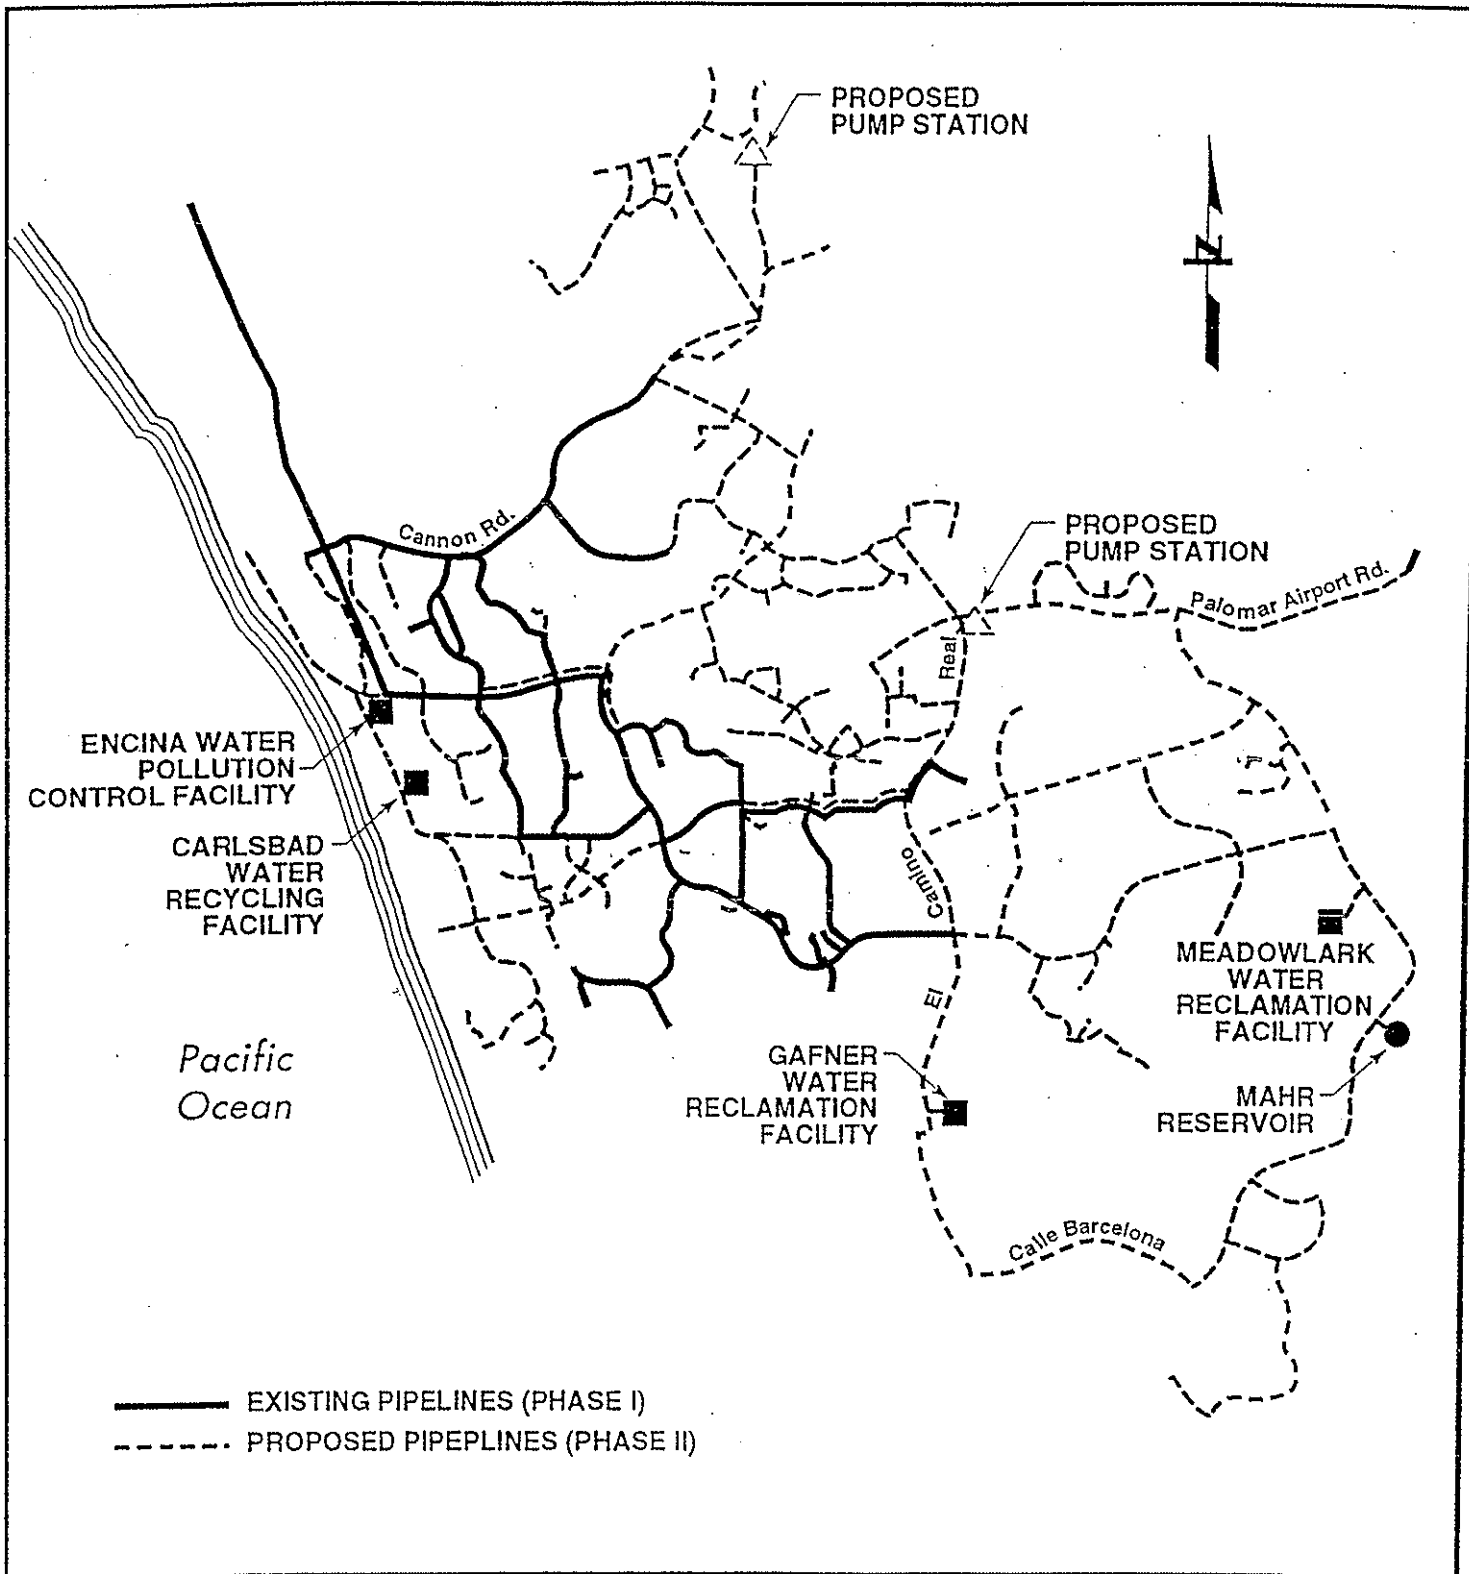 PROPOSED
PUMP STATION
N
Cannon Rd.
PROPOSED
PUMP STATION
Palomar Airport Rd.
Real
ENCINA WATER
POLLUTION
CONTROL FACILITY
CARLSBAD
WATER
RECYCLING
FACILITY
Camino
MEADOWLARK
WATER
RECLAMATION
FACILITY
El
Pacific
Ocean
GAFNER
WATER
RECLAMATION
FACILITY
MAHR
RESERVOIR
Calle Barcelona
EXISTING PIPELINES (PHASE I)
PROPOSED PIPEPLINES (PHASE II)